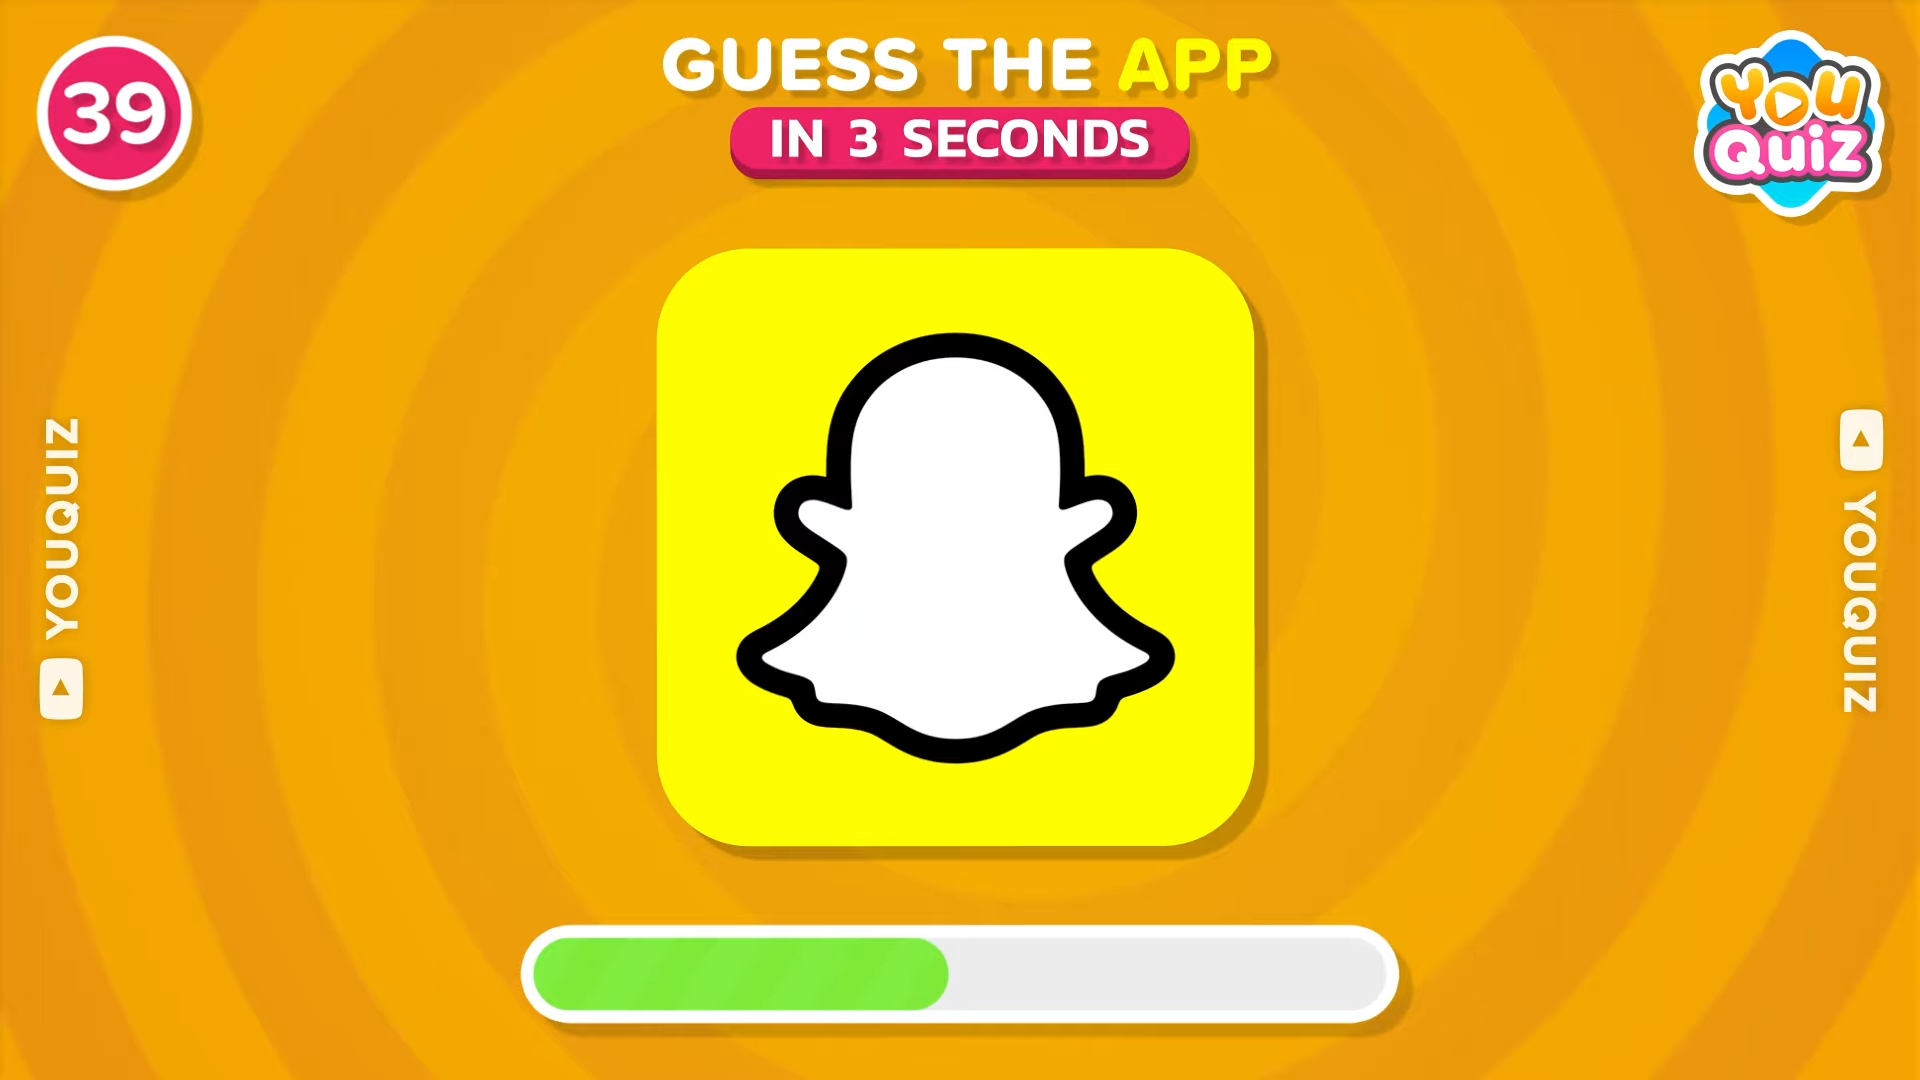 39
GUESS THE APP
IN 3 SECONDS
YOU
QUIZ
YOUQUIZ
YOUQUIZ